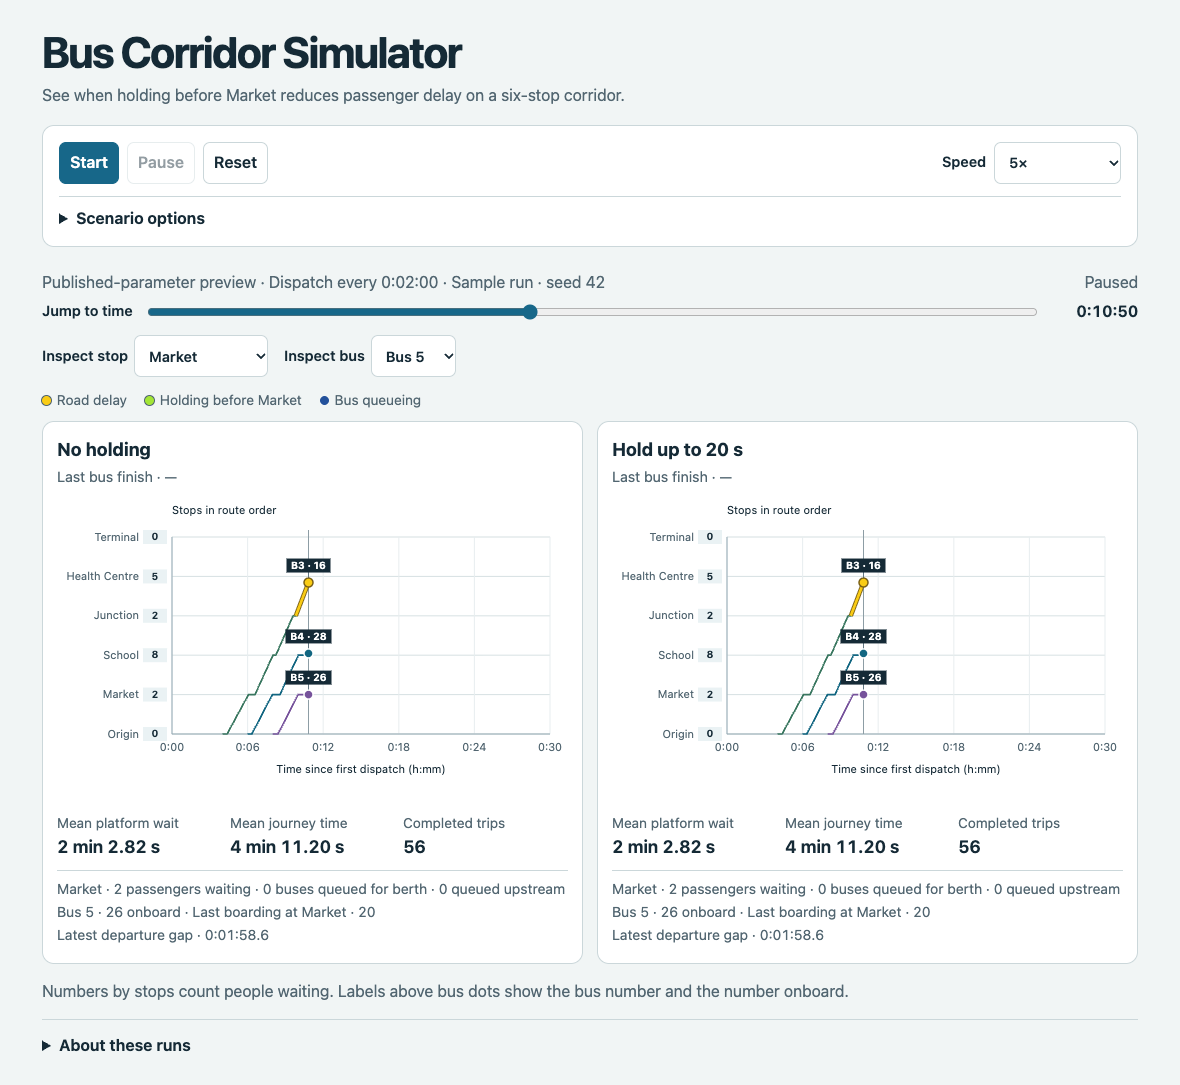 Bus Corridor Simulator
See when holding before Market reduces passenger delay on a six-stop corridor.
Start Pause Reset Speed 5×
Scenario options
Published-parameter preview · Dispatch every 0:02:00 · Sample run · seed 42 Paused
Jump to time 0:10:50
Inspect stop Market Inspect bus Bus 5
Road delay Holding before Market Bus queueing
No holding
Last bus finish · —
Stops in route order
Terminal 0
B3 · 16
Health Centre 5
Junction 2
B4 · 28
School 8
B5 · 26
Market 2
Origin 0
0:00 0:06 0:12 0:18 0:24 0:30
Time since first dispatch (h:mm)
Mean platform wait Mean journey time Completed trips
2 min 2.82 s 4 min 11.20 s 56
Market · 2 passengers waiting · 0 buses queued for berth · 0 queued upstream
Bus 5 · 26 onboard · Last boarding at Market · 20
Latest departure gap · 0:01:58.6
Hold up to 20 s
Last bus finish · —
Stops in route order
Terminal 0
B3 · 16
Health Centre 5
Junction 2
B4 · 28
School 8
B5 · 26
Market 2
Origin 0
0:00 0:06 0:12 0:18 0:24 0:30
Time since first dispatch (h:mm)
Mean platform wait Mean journey time Completed trips
2 min 2.82 s 4 min 11.20 s 56
Market · 2 passengers waiting · 0 buses queued for berth · 0 queued upstream
Bus 5 · 26 onboard · Last boarding at Market · 20
Latest departure gap · 0:01:58.6
Numbers by stops count people waiting. Labels above bus dots show the bus number and the number onboard.
About these runs